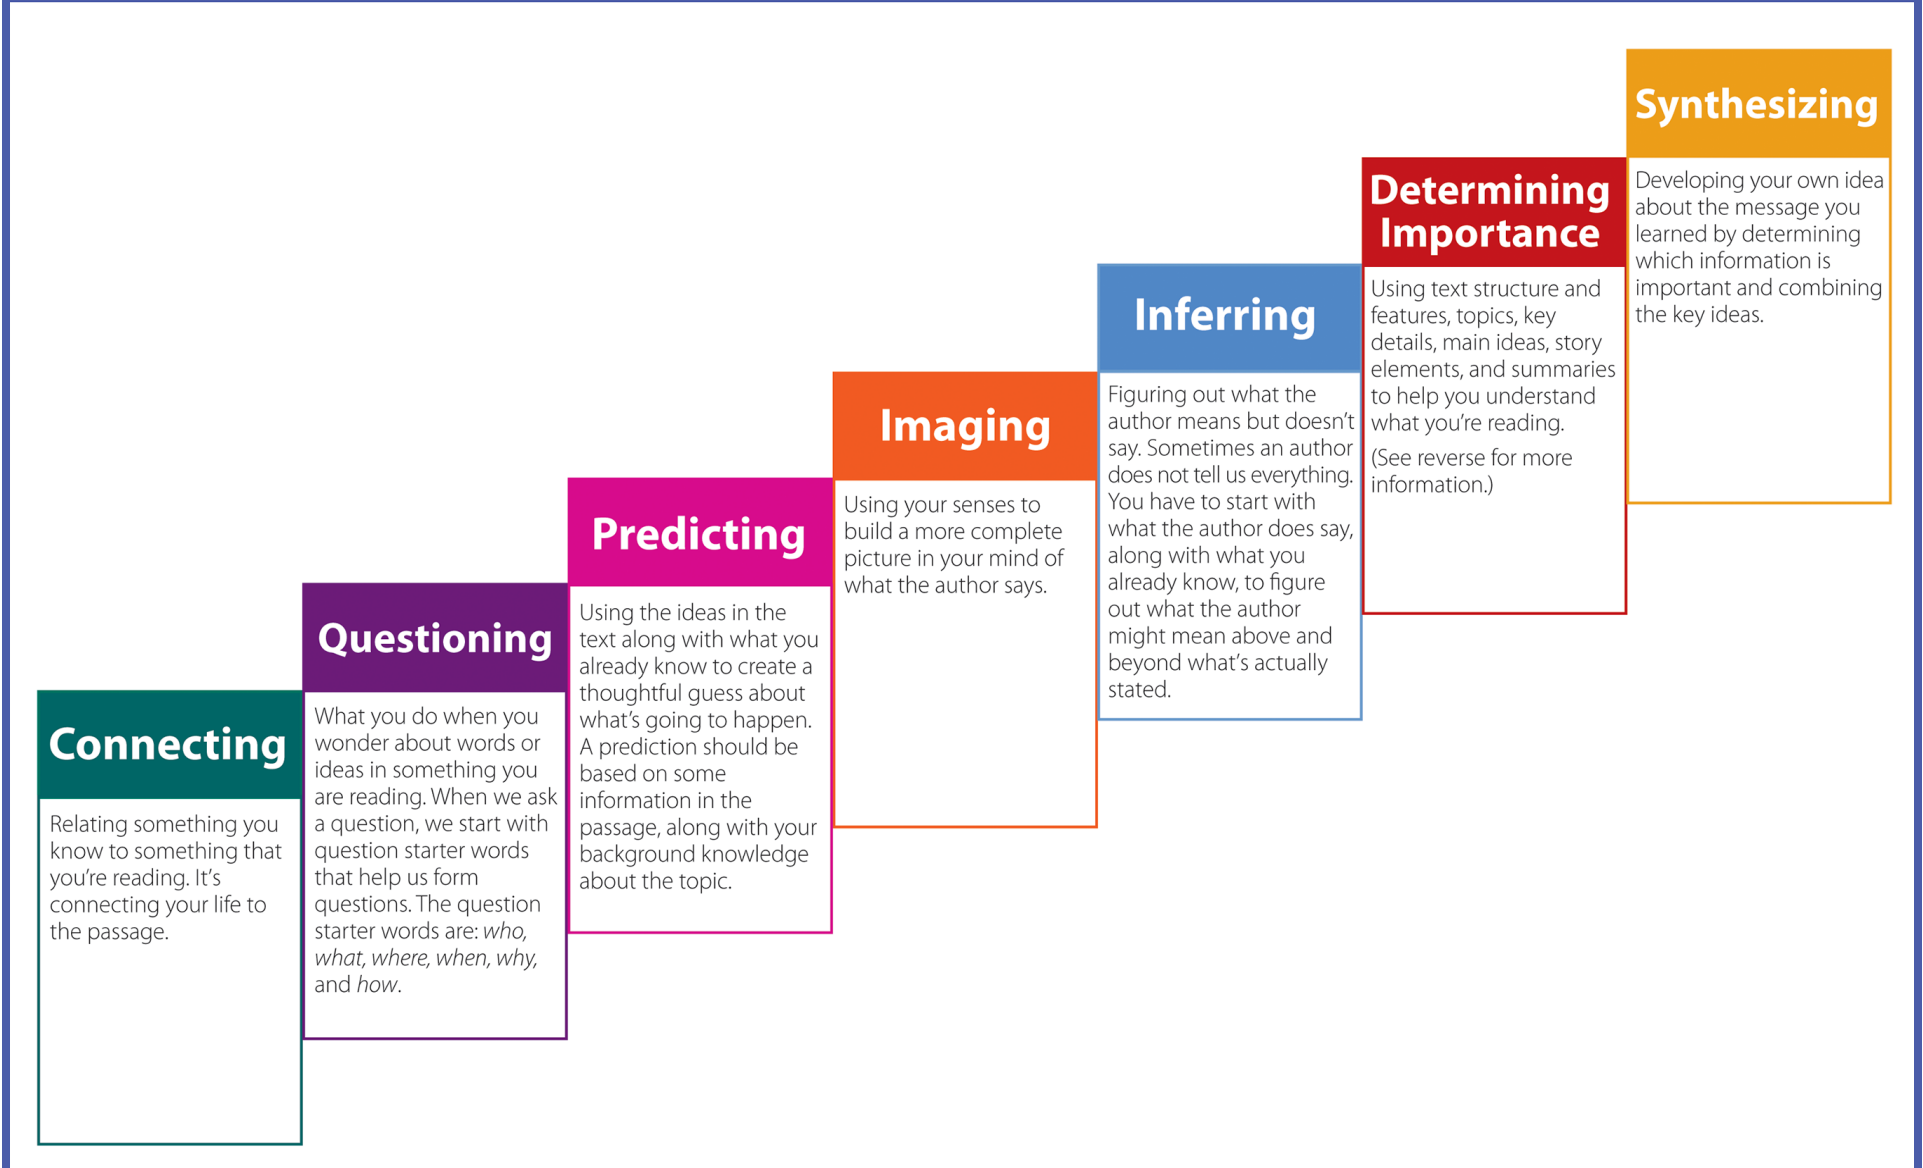 Connecting
Relating something you
know to something that
you’re reading. It’s
connecting your life to
the passage.
Questioning
What you do when you
wonder about words or
ideas in something you
are reading. When we ask
a question, we start with
question starter words
that help us form
questions. The question
starter words are: who,
what, where, when, why,
and how.
Predicting
Using the ideas in the
text along with what you
already know to create a
thoughtful guess about
what’s going to happen.
A prediction should be
based on some
information in the
passage, along with your
background knowledge
about the topic.
Imaging
Using your senses to
build a more complete
picture in your mind of
what the author says.
Inferring
Figuring out what the
author means but doesn’t
say. Sometimes an author
does not tell us everything.
You have to start with
what the author does say,
along with what you
already know, to figure
out what the author
might mean above and
beyond what’s actually
stated.
Determining
Importance
Using text structure and
features, topics, key
details, main ideas, story
elements, and summaries
to help you understand
what you’re reading.
(See reverse for more
information.)
Synthesizing
Developing your own idea
about the message you
learned by determining
which information is
important and combining
the key ideas.